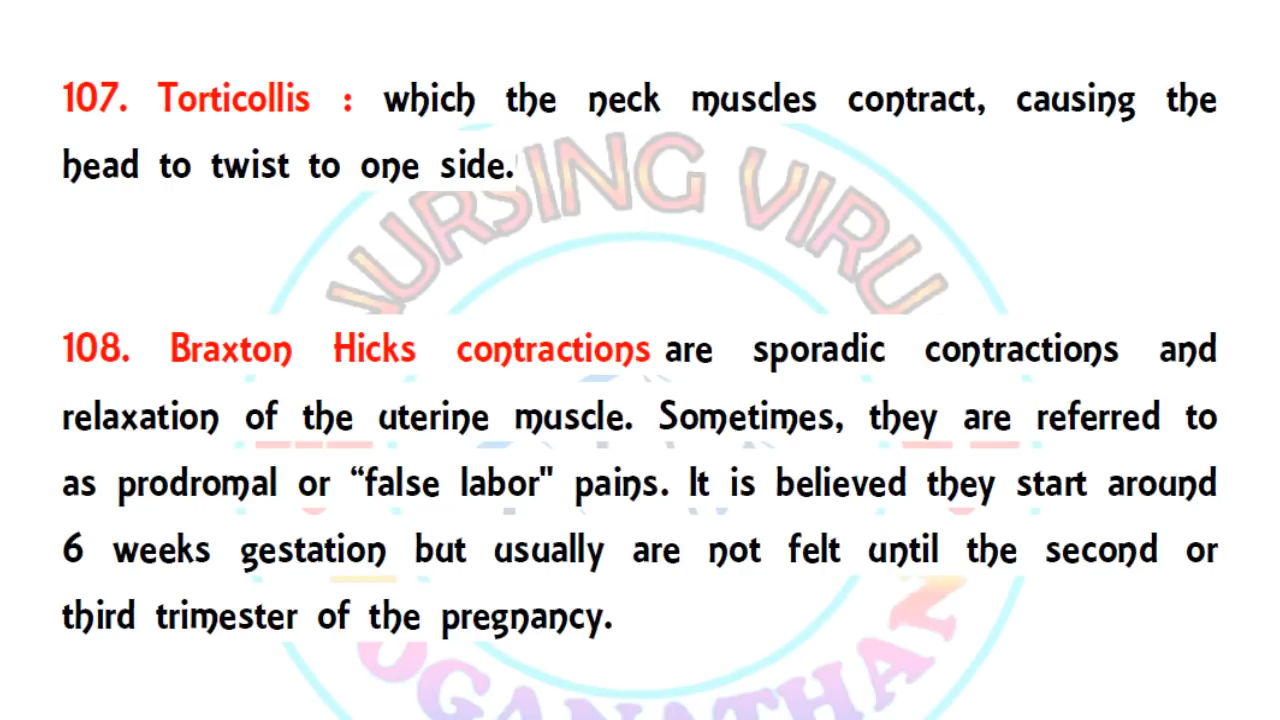 107. Torticollis : which the neck muscles contract, causing the
head to twist to one side.
NURSING VIRU
108. Braxton Hicks contractions are sporadic contractions and
relaxation of the uterine muscle. Sometimes, they are referred to
as prodromal or “false labor" pains. It is believed they start around
6 weeks gestation but usually are not felt until the second or
third trimester of the pregnancy.
OGANATHAN